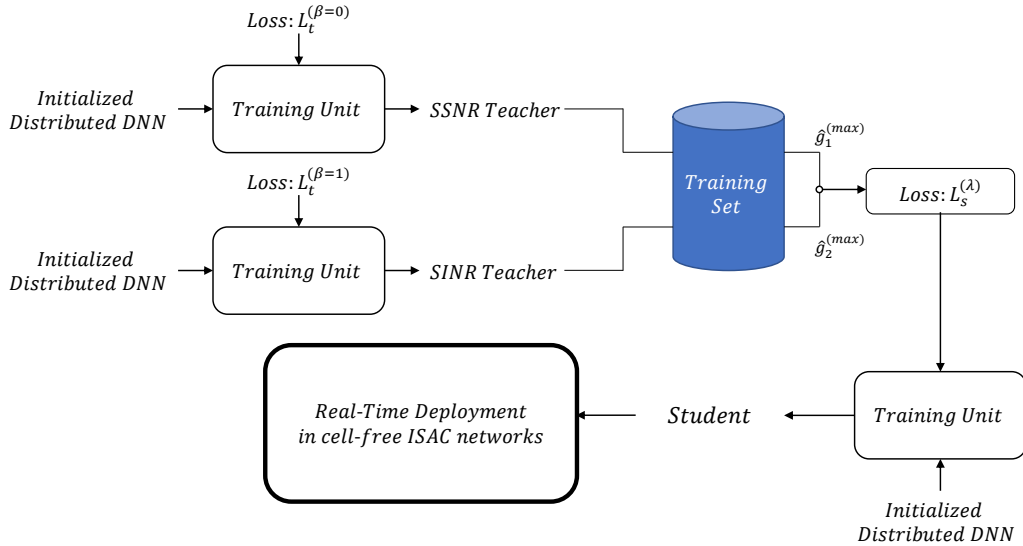 Loss: L_t^{(β=0)}
Initialized
Distributed DNN
Training Unit
SSNR Teacher
Loss: L_t^{(β=1)}
Initialized
Distributed DNN
Training Unit
SINR Teacher
Training
Set
ĝ_1^{(max)}
ĝ_2^{(max)}
Loss: L_s^{(λ)}
Training Unit
Initialized
Distributed DNN
Student
Real-Time Deployment
in cell-free ISAC networks